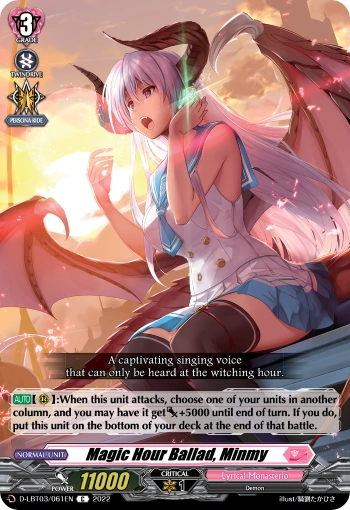 3
GRADE
TWINDRIVE
PERSONA RIDE
A captivating singing voice
that can only be heard at the witching hour.
AUTO【 】:When this unit attacks, choose one of your units in another
column, and you may have it get +5000 until end of turn. If you do,
put this unit on the bottom of your deck at the end of that battle.
NORMAL UNIT
Magic Hour Ballad, Minny
Lyrical Monasterio
POWER 11000 CRITICAL 1
Demon
D-LBT03/061EN C 2022 illust/騎猟たかひさ